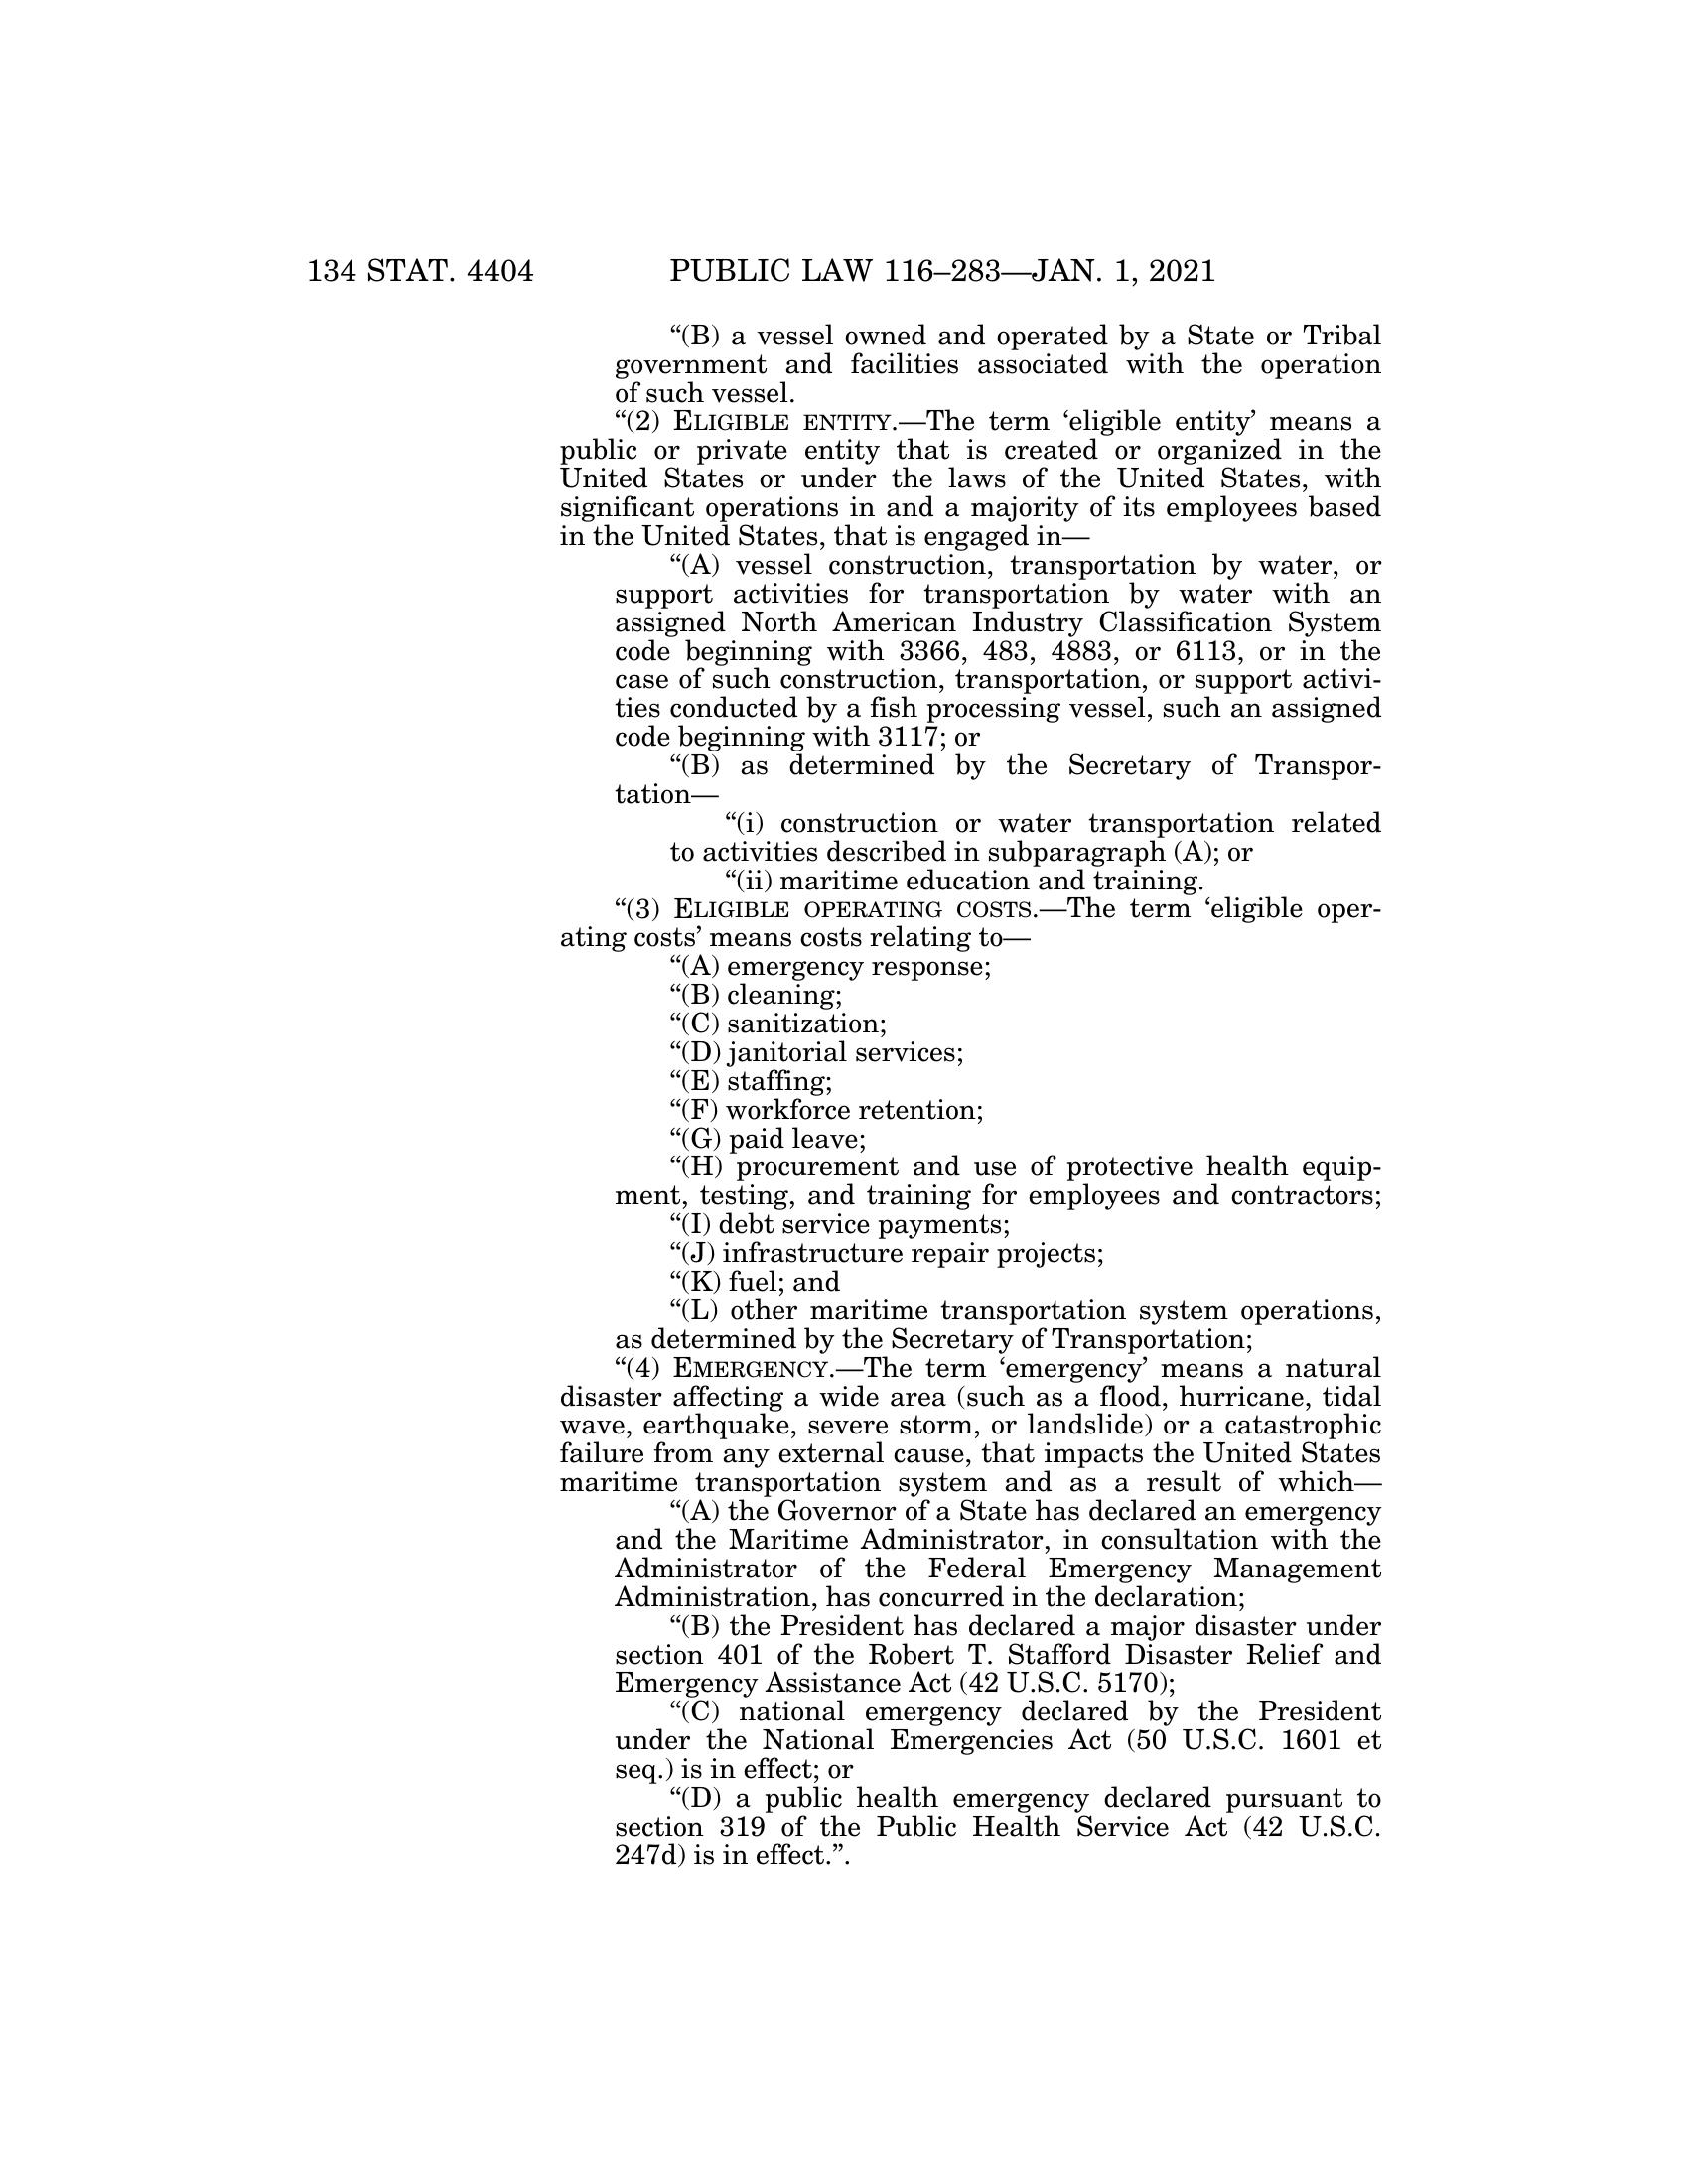 134 STAT. 4404 PUBLIC LAW 116–283—JAN. 1, 2021
“(B) a vessel owned and operated by a State or Tribal
government and facilities associated with the operation
of such vessel.
“(2) ELIGIBLE ENTITY.—The term ‘eligible entity’ means a
public or private entity that is created or organized in the
United States or under the laws of the United States, with
significant operations in and a majority of its employees based
in the United States, that is engaged in—
“(A) vessel construction, transportation by water, or
support activities for transportation by water with an
assigned North American Industry Classification System
code beginning with 3366, 483, 4883, or 6113, or in the
case of such construction, transportation, or support activi-
ties conducted by a fish processing vessel, such an assigned
code beginning with 3117; or
“(B) as determined by the Secretary of Transpor-
tation—
“(i) construction or water transportation related
to activities described in subparagraph (A); or
“(ii) maritime education and training.
“(3) ELIGIBLE OPERATING COSTS.—The term ‘eligible oper-
ating costs’ means costs relating to—
“(A) emergency response;
“(B) cleaning;
“(C) sanitization;
“(D) janitorial services;
“(E) staffing;
“(F) workforce retention;
“(G) paid leave;
“(H) procurement and use of protective health equip-
ment, testing, and training for employees and contractors;
“(I) debt service payments;
“(J) infrastructure repair projects;
“(K) fuel; and
“(L) other maritime transportation system operations,
as determined by the Secretary of Transportation;
“(4) EMERGENCY.—The term ‘emergency’ means a natural
disaster affecting a wide area (such as a flood, hurricane, tidal
wave, earthquake, severe storm, or landslide) or a catastrophic
failure from any external cause, that impacts the United States
maritime transportation system and as a result of which—
“(A) the Governor of a State has declared an emergency
and the Maritime Administrator, in consultation with the
Administrator of the Federal Emergency Management
Administration, has concurred in the declaration;
“(B) the President has declared a major disaster under
section 401 of the Robert T. Stafford Disaster Relief and
Emergency Assistance Act (42 U.S.C. 5170);
“(C) national emergency declared by the President
under the National Emergencies Act (50 U.S.C. 1601 et
seq.) is in effect; or
“(D) a public health emergency declared pursuant to
section 319 of the Public Health Service Act (42 U.S.C.
247d) is in effect.”.